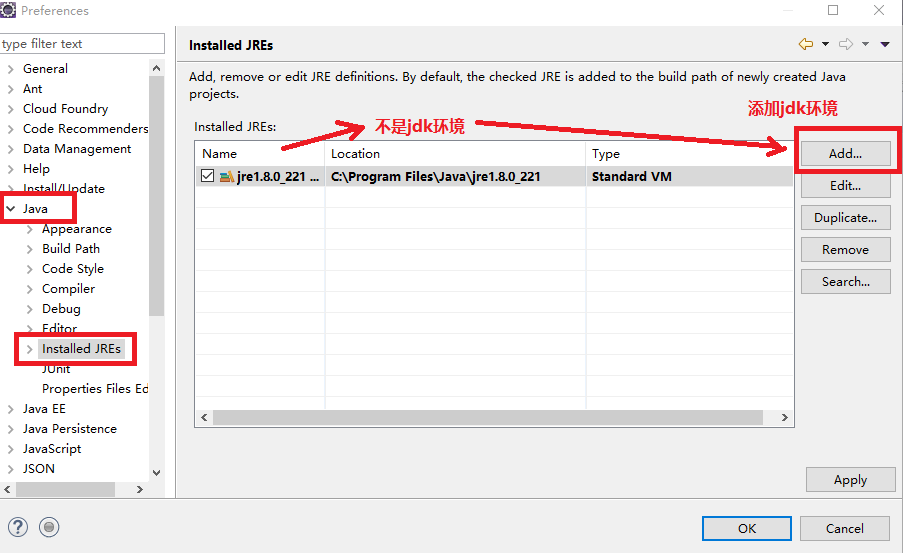 Preferences
type filter text
General
Ant
Cloud Foundry
Code Recommenders
Data Management
Help
Install/Update
Java
Appearance
Build Path
Code Style
Compiler
Debug
Editor
Installed JREs
JUnit
Properties Files Ed
Java EE
Java Persistence
JavaScript
JSON
Installed JREs
Add, remove or edit JRE definitions. By default, the checked JRE is added to the build path of newly created Java
projects.
添加jdk环境
Installed JREs:
不是jdk环境
Name Location Type
jre1.8.0_221 ... C:\Program Files\Java\jre1.8.0_221 Standard VM
Add...
Edit...
Duplicate...
Remove
Search...
Apply
OK Cancel